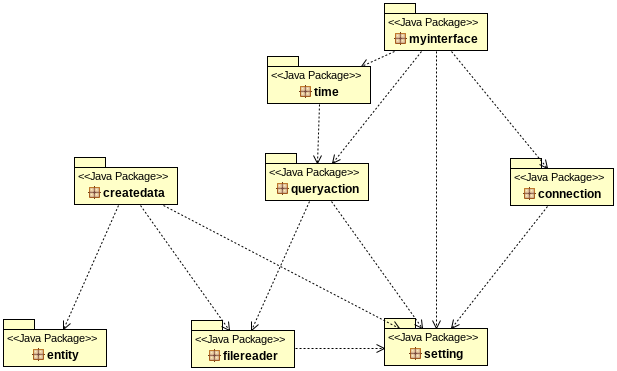 <<Java Package>>
myinterface
<<Java Package>>
time
<<Java Package>>
createdata
<<Java Package>>
queryaction
<<Java Package>>
connection
<<Java Package>>
entity
<<Java Package>>
filereader
<<Java Package>>
setting